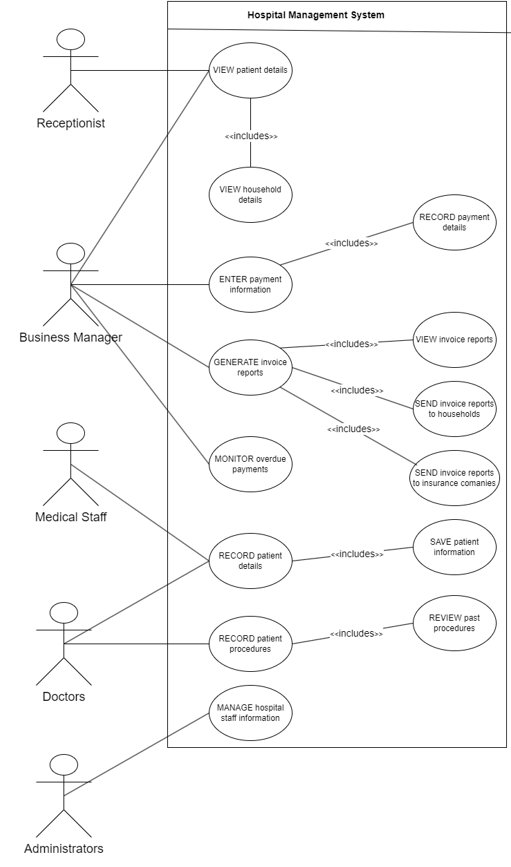 Hospital Management System
VIEW patient details
Receptionist
<<includes>>
VIEW household
details
RECORD payment
details
<<includes>>
ENTER payment
information
Business Manager
<<includes>>
VIEW invoice reports
GENERATE invoice
reports
<<includes>>
SEND invoice reports
to households
<<includes>>
MONITOR overdue
payments
SEND invoice reports
to insurance comanies
Medical Staff
RECORD patient
details
<<includes>>
SAVE patient
information
RECORD patient
procedures
<<includes>>
REVIEW past
procedures
Doctors
MANAGE hospital
staff information
Administrators